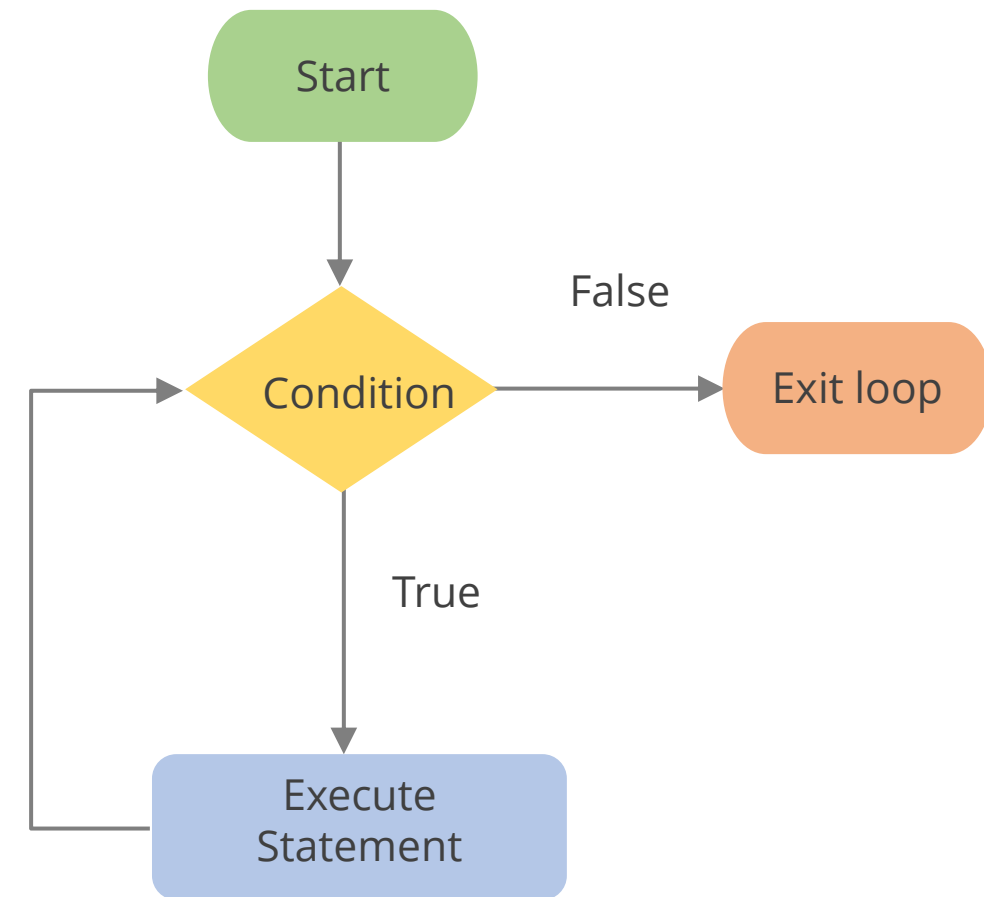 Start
False
Condition
Exit loop
True
Execute
Statement